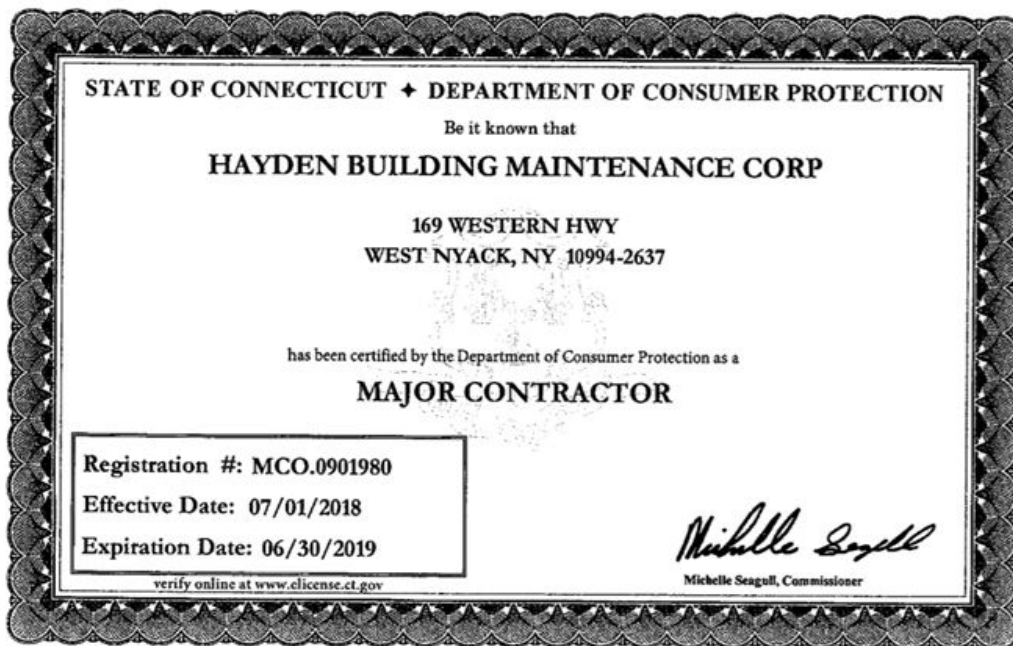 STATE OF CONNECTICUT ✦ DEPARTMENT OF CONSUMER PROTECTION
Be it known that
HAYDEN BUILDING MAINTENANCE CORP
169 WESTERN HWY
WEST NYACK, NY 10994-2637
has been certified by the Department of Consumer Protection as a
MAJOR CONTRACTOR
Registration #: MCO.0901980
Effective Date: 07/01/2018
Expiration Date: 06/30/2019
verify online at www.elicense.ct.gov
Michelle Seagull
Michelle Seagull, Commissioner